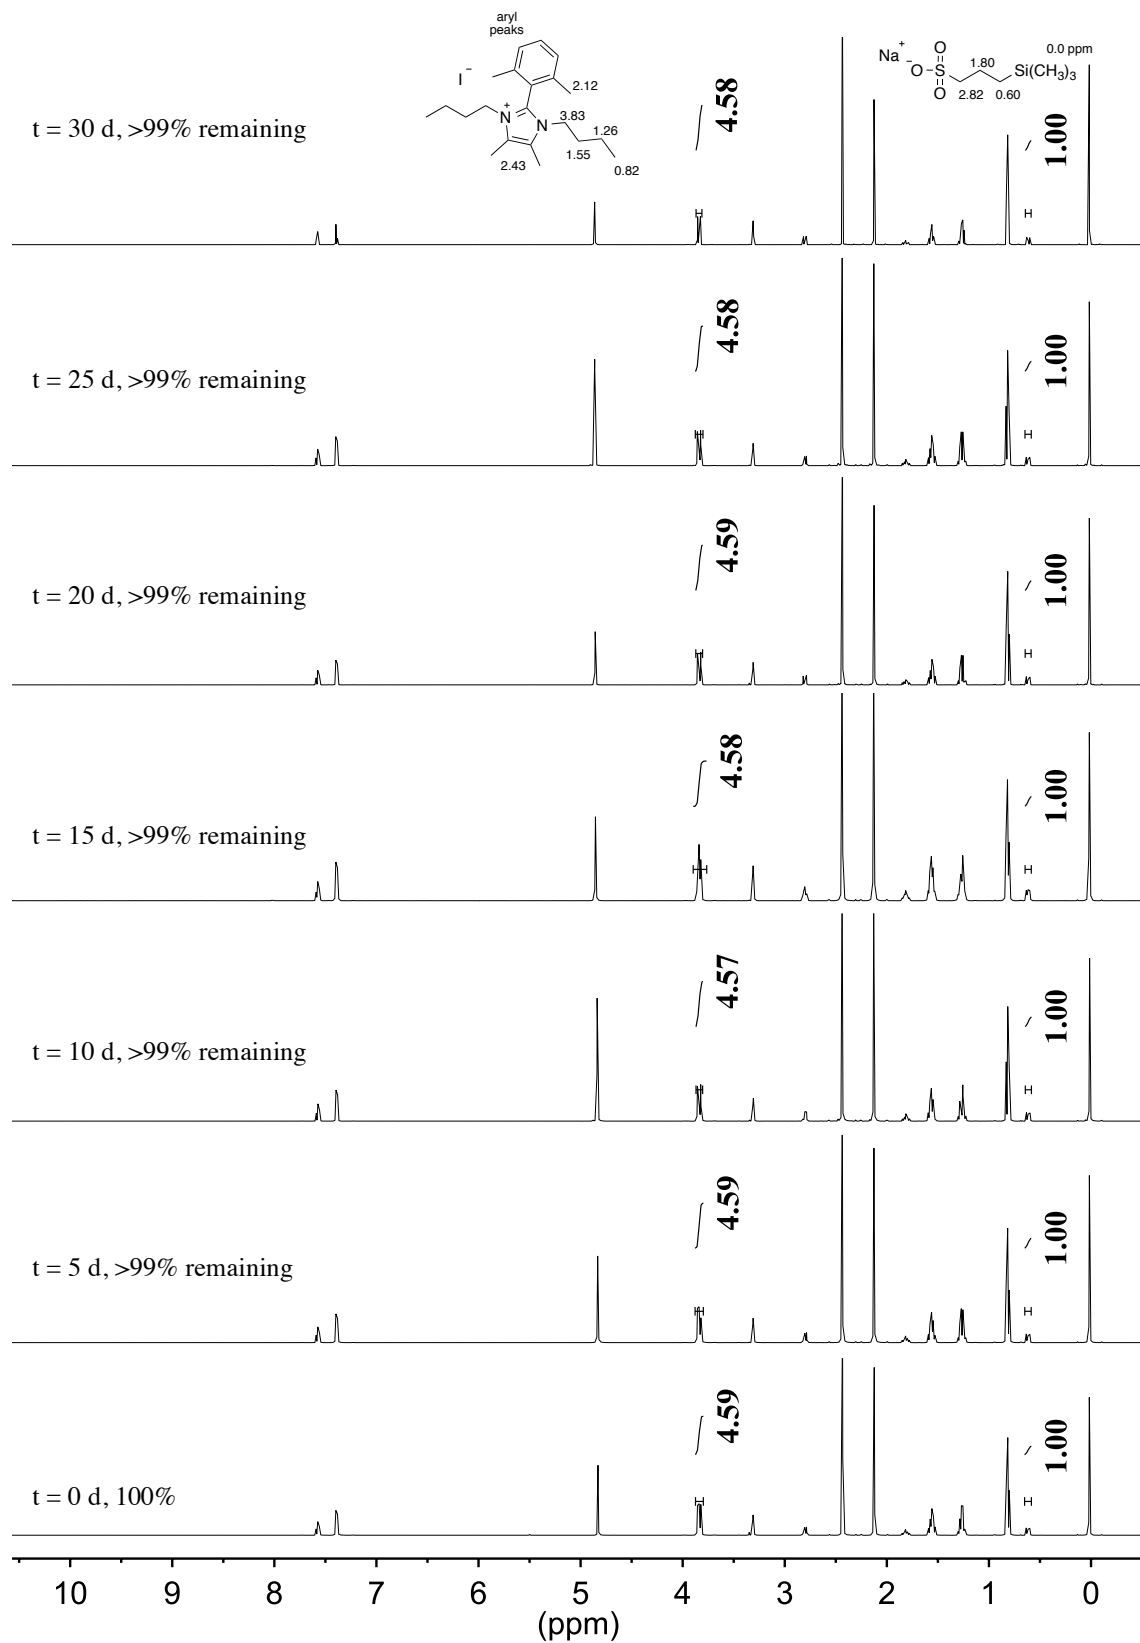 aryl
peaks
I⁻
2.12
N⁺
N
3.83
1.26
1.55
0.82
2.43
Na⁺
⁻O
S
O
O
1.80
Si(CH₃)₃
0.0 ppm
2.82
0.60
t = 30 d, >99% remaining
4.58
1.00
t = 25 d, >99% remaining
4.58
1.00
t = 20 d, >99% remaining
4.59
1.00
t = 15 d, >99% remaining
4.58
1.00
t = 10 d, >99% remaining
4.57
1.00
t = 5 d, >99% remaining
4.59
1.00
t = 0 d, 100%
4.59
1.00
10 9 8 7 6 5 4 3 2 1 0
(ppm)